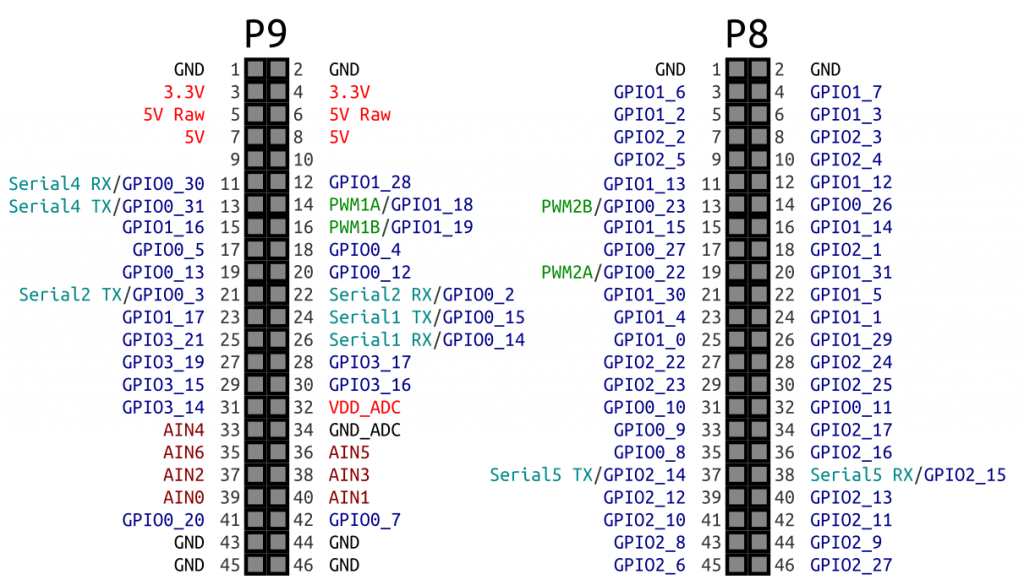 P9 P8
GND 1 2 GND GND 1 2 GND
3.3V 3 4 3.3V GPIO1_6 3 4 GPIO1_7
5V Raw 5 6 5V Raw GPIO1_2 5 6 GPIO1_3
5V 7 8 5V GPIO2_2 7 8 GPIO2_3
9 10 GPIO2_5 9 10 GPIO2_4
Serial4 RX/GPIO0_30 11 12 GPIO1_28 GPIO1_13 11 12 GPIO1_12
Serial4 TX/GPIO0_31 13 14 PWM1A/GPIO1_18 PWM2B/GPIO0_23 13 14 GPIO0_26
GPIO1_16 15 16 PWM1B/GPIO1_19 GPIO1_15 15 16 GPIO1_14
GPIO0_5 17 18 GPIO0_4 GPIO0_27 17 18 GPIO2_1
GPIO0_13 19 20 GPIO0_12 PWM2A/GPIO0_22 19 20 GPIO1_31
Serial2 TX/GPIO0_3 21 22 Serial2 RX/GPIO0_2 GPIO1_30 21 22 GPIO1_5
GPIO1_17 23 24 Serial1 TX/GPIO0_15 GPIO1_4 23 24 GPIO1_1
GPIO3_21 25 26 Serial1 RX/GPIO0_14 GPIO1_0 25 26 GPIO1_29
GPIO3_19 27 28 GPIO3_17 GPIO2_22 27 28 GPIO2_24
GPIO3_15 29 30 GPIO3_16 GPIO2_23 29 30 GPIO2_25
GPIO3_14 31 32 VDD_ADC GPIO0_10 31 32 GPIO0_11
AIN4 33 34 GND_ADC GPIO0_9 33 34 GPIO2_17
AIN6 35 36 AIN5 GPIO0_8 35 36 GPIO2_16
AIN2 37 38 AIN3 Serial5 TX/GPIO2_14 37 38 Serial5 RX/GPIO2_15
AIN0 39 40 AIN1 GPIO2_12 39 40 GPIO2_13
GPIO0_20 41 42 GPIO0_7 GPIO2_10 41 42 GPIO2_11
GND 43 44 GND GPIO2_8 43 44 GPIO2_9
GND 45 46 GND GPIO2_6 45 46 GPIO2_27